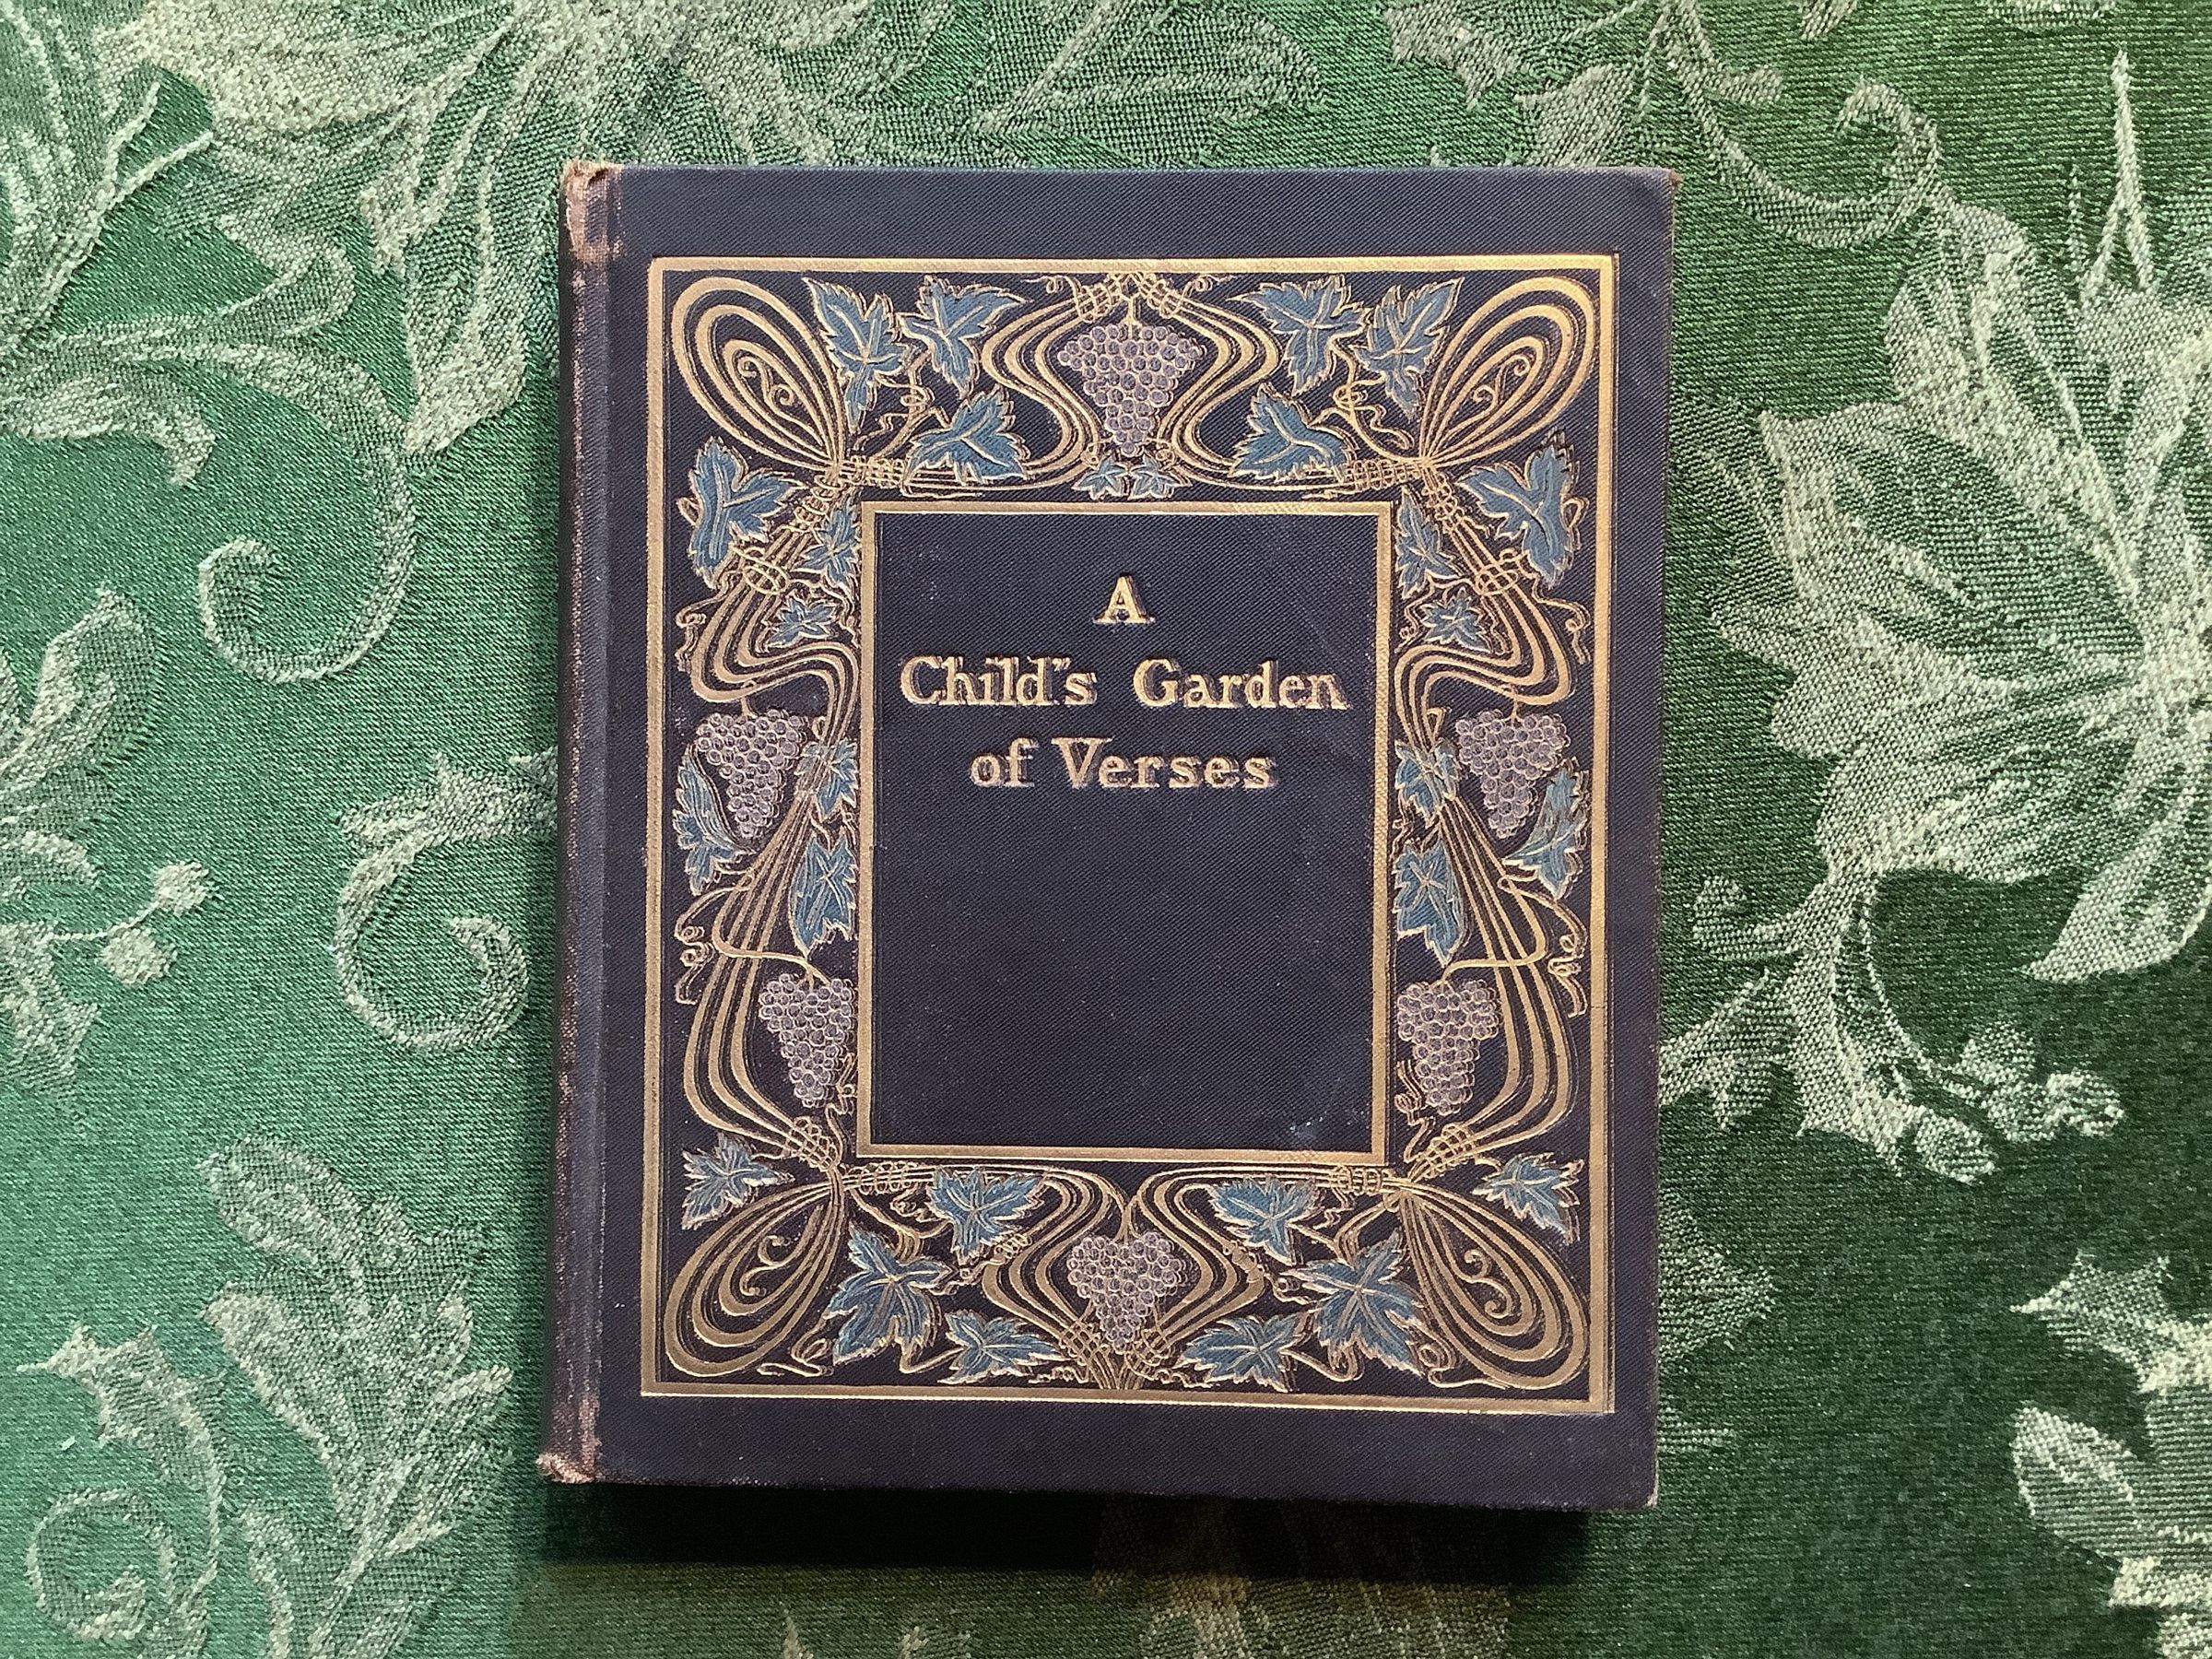 A
Child's Garden
of Verses